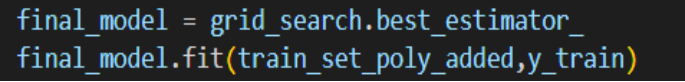 final_model = grid_search.best_estimator_
final_model.fit(train_set_poly_added,y_train)